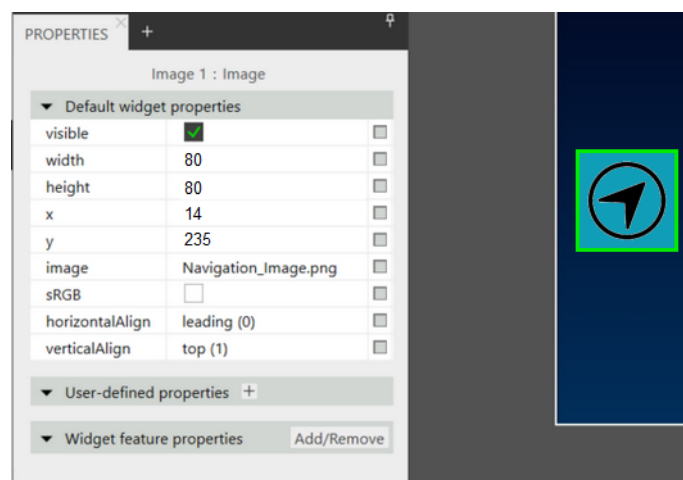 PROPERTIES
Image 1 : Image
Default widget properties
visible
width 80
height 80
x 14
y 235
image Navigation_Image.png
sRGB
horizontalAlign leading (0)
verticalAlign top (1)
User-defined properties +
Widget feature properties Add/Remove